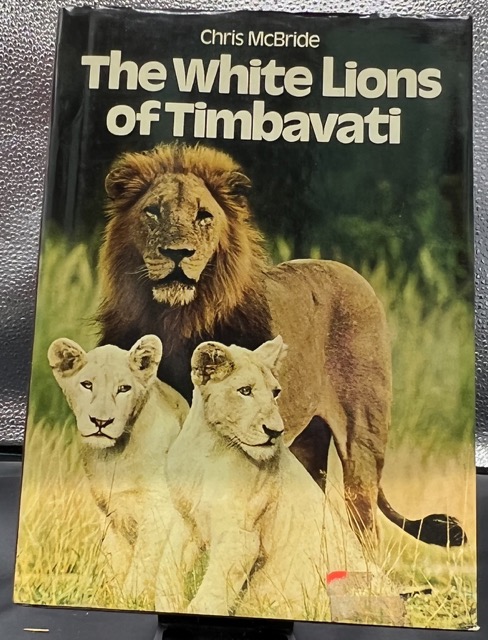 Chris McBride
The White Lions
of Timbavati